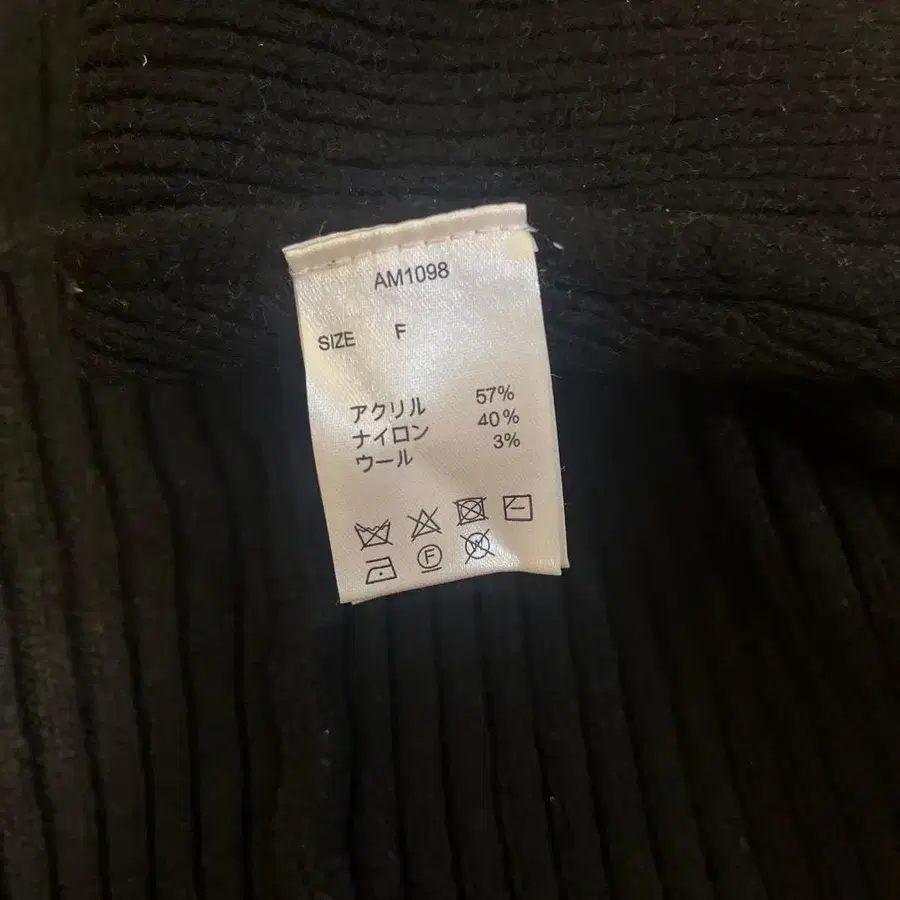 AM1098
SIZE F
アクリル 57%
ナイロン 40%
ウール 3%
F
W